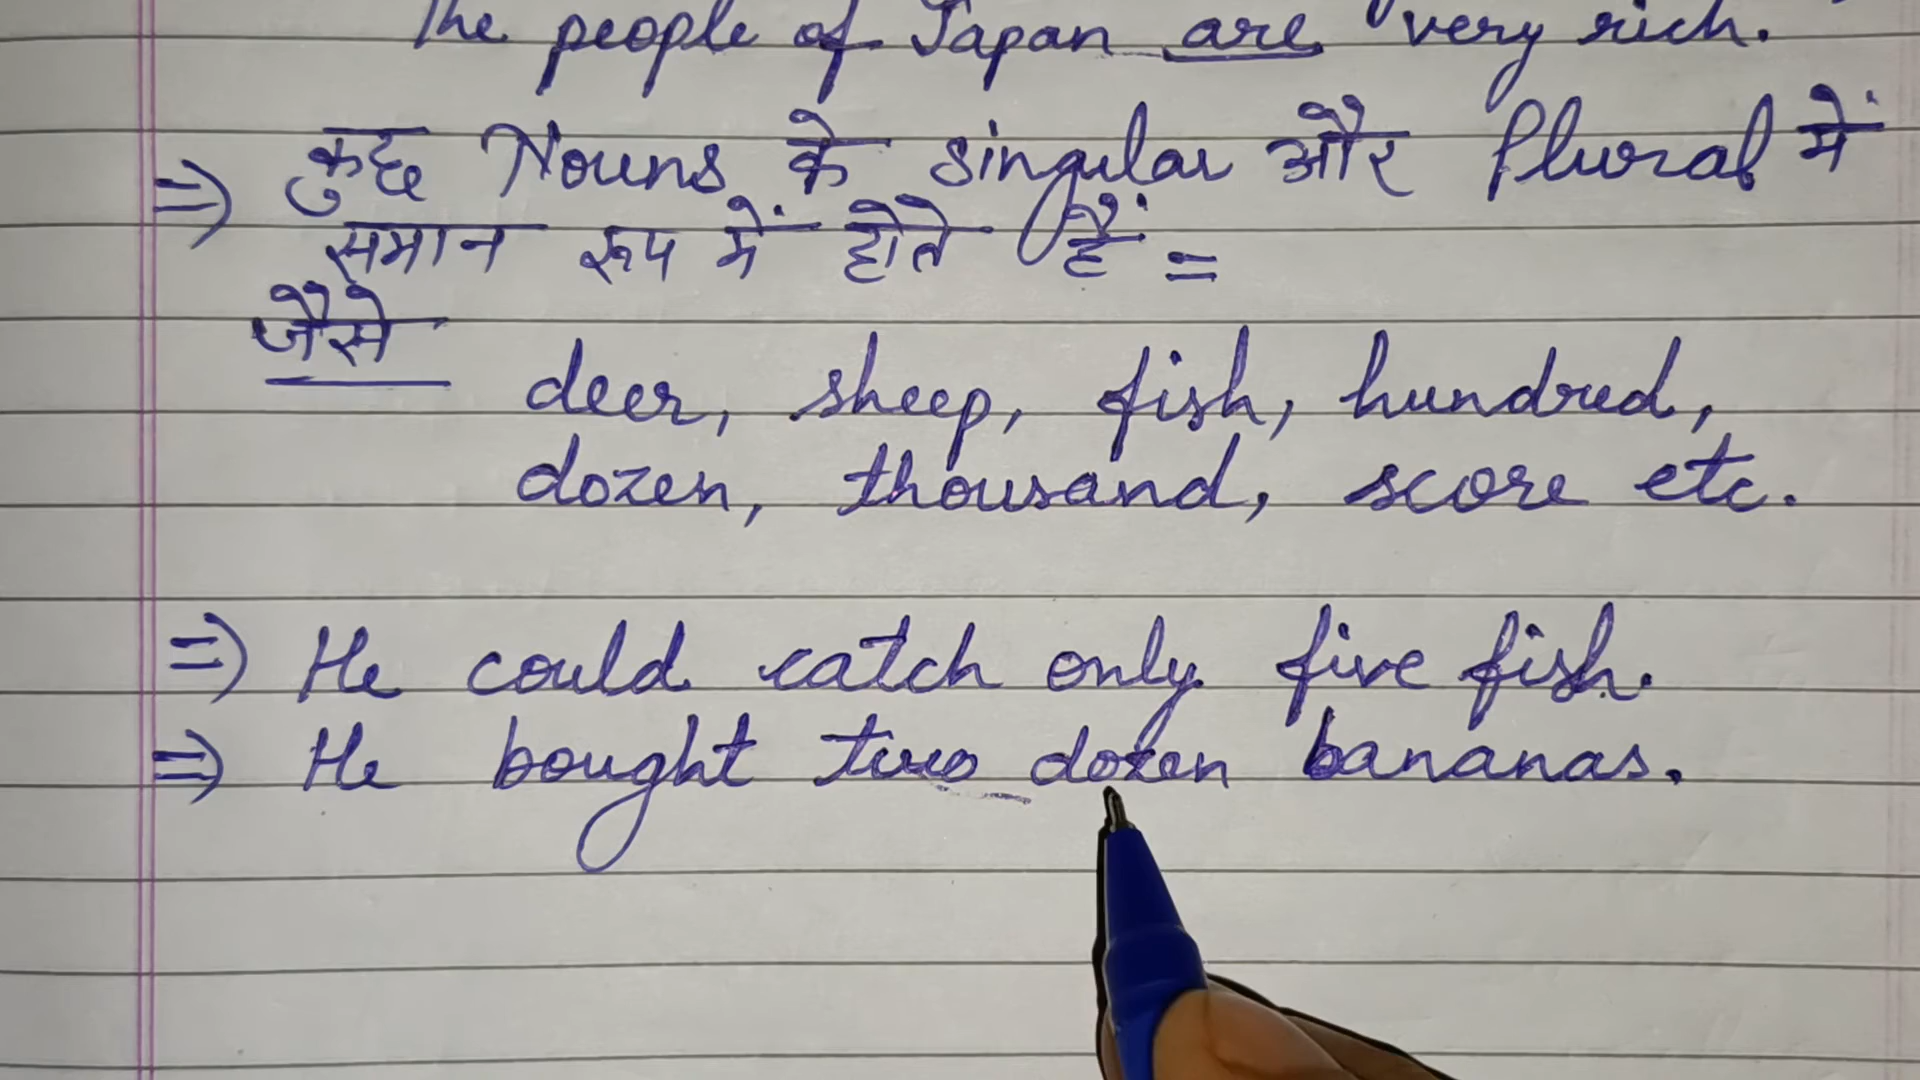 The people of Japan are very rich.
=> कुछ Nouns के singular और Plural में
समान रूप में होते हैं =
जैसे
deer, sheep, fish, hundred,
dozen, thousand, score etc.
=> He could catch only five fish.
=> He bought two dozen bananas.